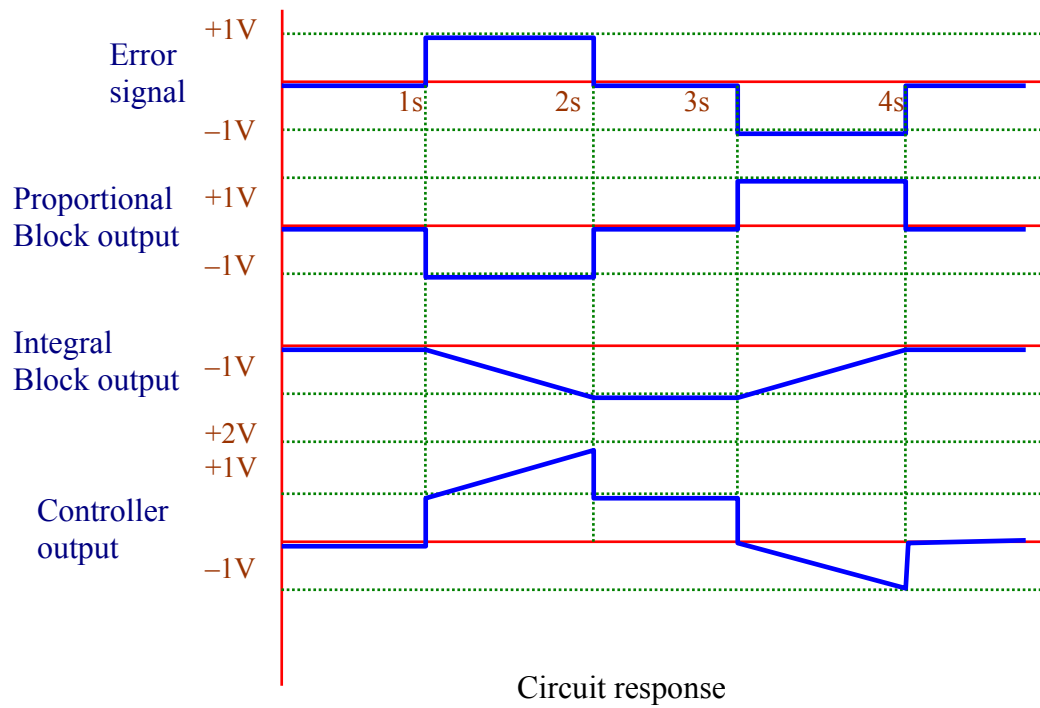 +1V
Error
signal
1s
2s
3s
4s
–1V
Proportional
Block output
+1V
–1V
Integral
Block output
–1V
+2V
+1V
Controller
output
–1V
Circuit response